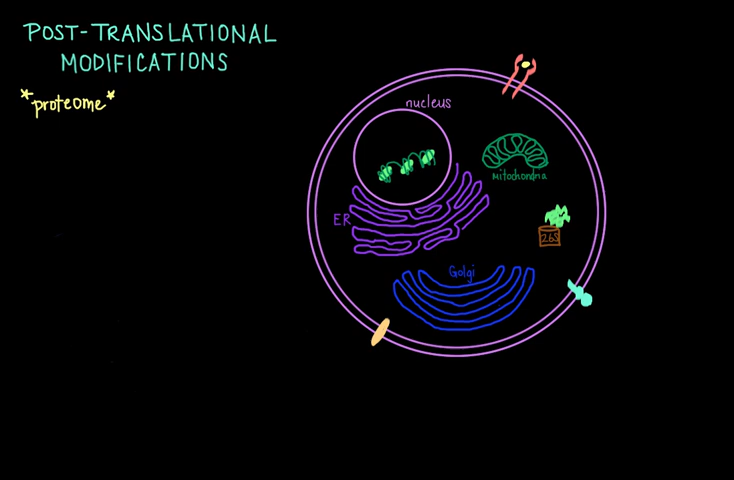 POST-TRANSLATIONAL
MODIFICATIONS
*proteome*
nucleus
mitochondria
ER
26S
Golgi